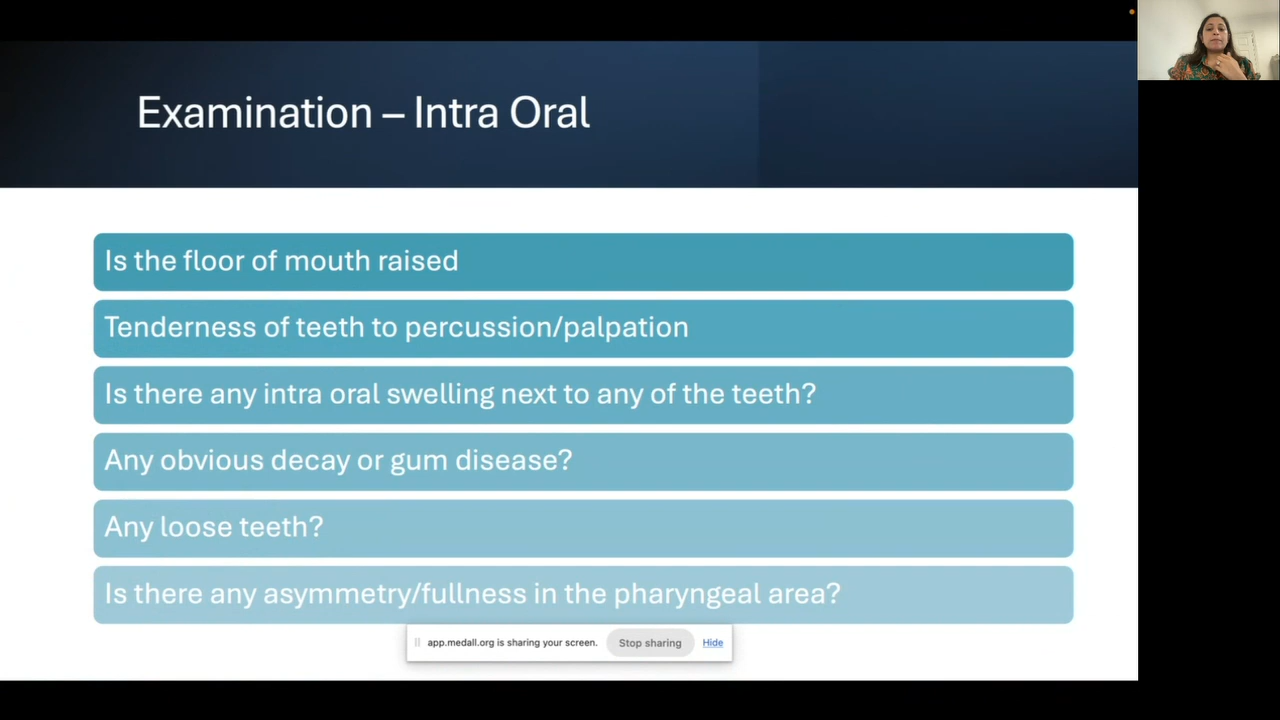 Examination – Intra Oral
Is the floor of mouth raised
Tenderness of teeth to percussion/palpation
Is there any intra oral swelling next to any of the teeth?
Any obvious decay or gum disease?
Any loose teeth?
Is there any asymmetry/fullness in the pharyngeal area?
app.medall.org is sharing your screen. Stop sharing Hide